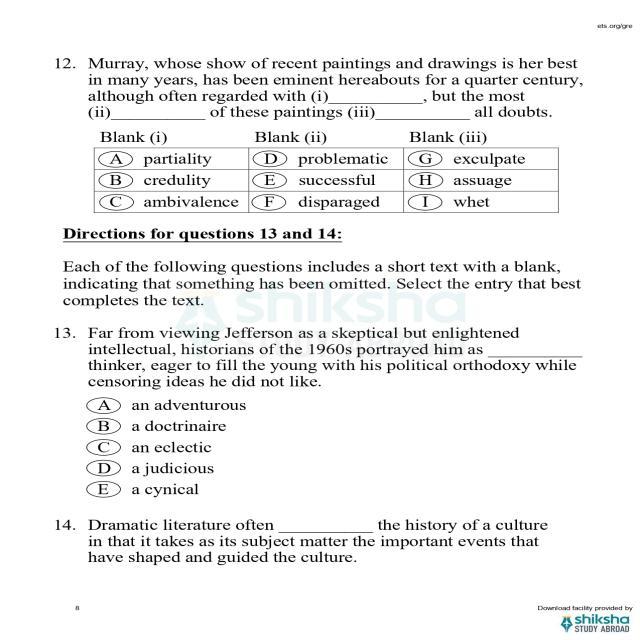 ets.org/gre
12. Murray, whose show of recent paintings and drawings is her best
in many years, has been eminent hereabouts for a quarter century,
although often regarded with (i)___________, but the most
(ii)___________ of these paintings (iii)___________ all doubts.
Blank (i) Blank (ii) Blank (iii)
A partiality D problematic G exculpate
B credulity E successful H assuage
C ambivalence F disparaged I whet
Directions for questions 13 and 14:
Each of the following questions includes a short text with a blank,
indicating that something has been omitted. Select the entry that best
completes the text.
shiksha
13. Far from viewing Jefferson as a skeptical but enlightened
intellectual, historians of the 1960s portrayed him as ___________
thinker, eager to fill the young with his political orthodoxy while
censoring ideas he did not like.
A an adventurous
B a doctrinaire
C an eclectic
D a judicious
E a cynical
14. Dramatic literature often ___________ the history of a culture
in that it takes as its subject matter the important events that
have shaped and guided the culture.
8
Download facility provided by
shiksha
STUDY ABROAD